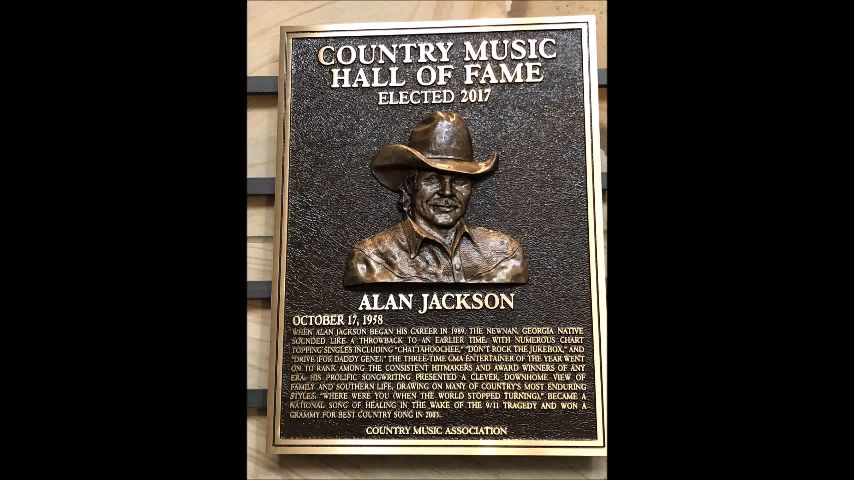 COUNTRY MUSIC
HALL OF FAME
ELECTED 2017
ALAN JACKSON
OCTOBER 17, 1958
WHEN ALAN JACKSON BEGAN HIS CAREER IN 1989, THE NEWNAN, GEORGIA NATIVE
SOUNDED LIKE A THROWBACK TO AN EARLIER TIME. WITH NUMEROUS CHART
TOPPING SINGLES INCLUDING "CHATTAHOOCHEE," "DON'T ROCK THE JUKEBOX," AND
"DRIVE (FOR DADDY GENE)," THE THREE-TIME CMA ENTERTAINER OF THE YEAR WENT
ON TO RANK AMONG THE CONSISTENT HITMAKERS AND AWARD WINNERS OF ANY
ERA. HIS PROLIFIC SONGWRITING PRESENTED A CLEVER, DOWNHOME VIEW OF
FAMILY AND SOUTHERN LIFE, DRAWING ON MANY OF COUNTRY'S MOST ENDURING
STYLES. "WHERE WERE YOU (WHEN THE WORLD STOPPED TURNING)," BECAME A
NATIONAL SONG OF HEALING IN THE WAKE OF THE 9/11 TRAGEDY AND WON A
GRAMMY FOR BEST COUNTRY SONG IN 2003.
COUNTRY MUSIC ASSOCIATION